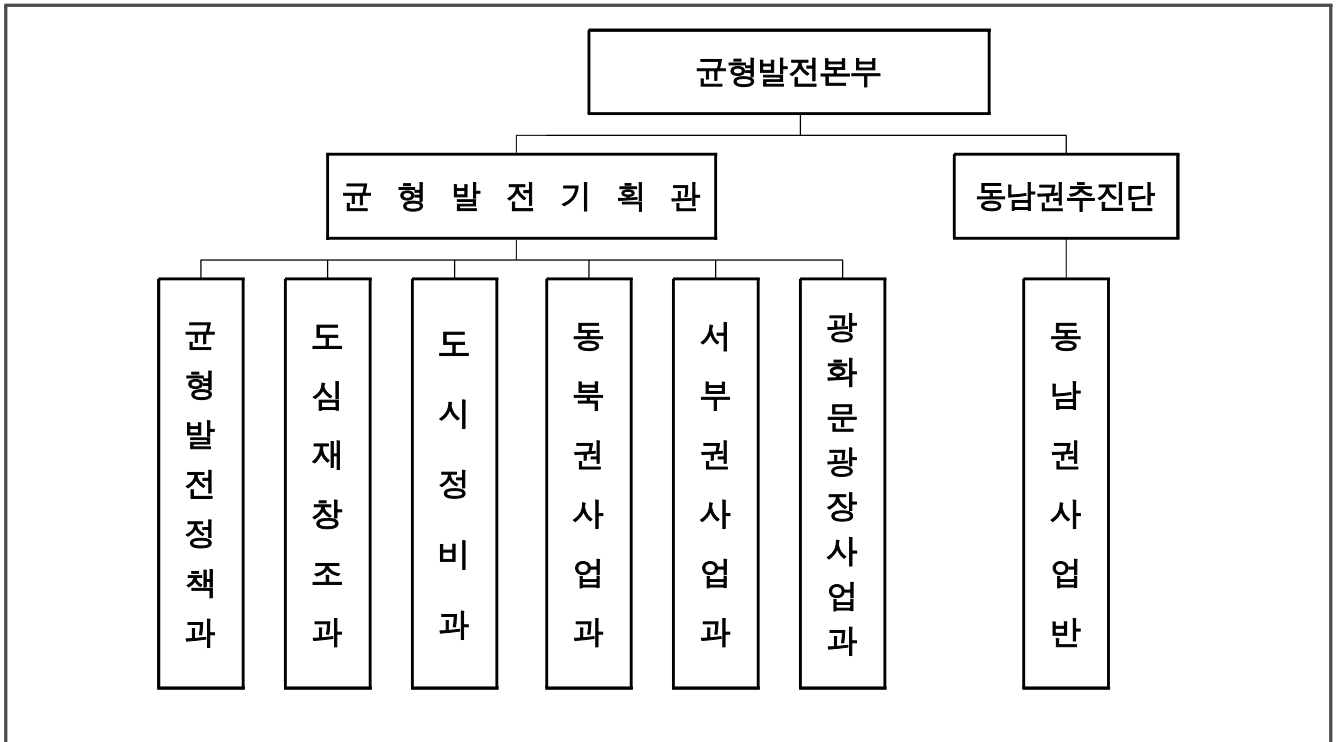 균형발전본부
균 형 발 전 기 획 관
동남권추진단
균형발전정책과
도심재창조과
도시정비과
동북권사업과
서부권사업과
광화문광장사업과
동남권사업반